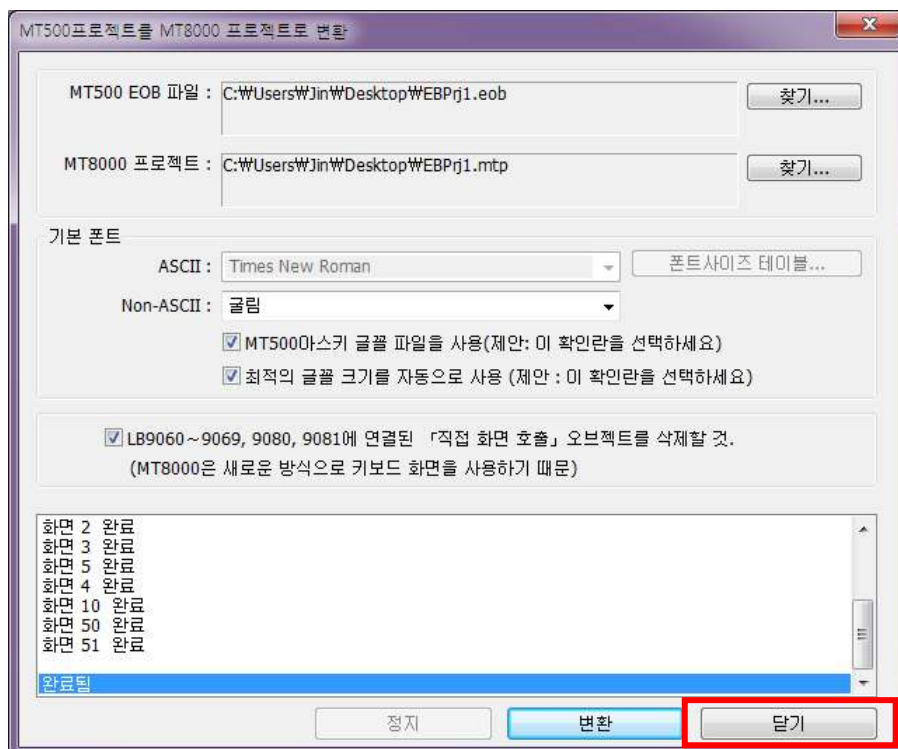 MT500프로젝트를 MT8000 프로젝트로 변환
MT500 EOB 파일 : C:₩Users₩Jin₩Desktop₩EBPrj1.eob 찾기...
MT8000 프로젝트 : C:₩Users₩Jin₩Desktop₩EBPrj1.mtp 찾기...
기본 폰트
ASCII : Times New Roman 폰트사이즈 테이블...
Non-ASCII : 굴림
MT500아스키 글꼴 파일을 사용(제안: 이 확인란을 선택하세요)
최적의 글꼴 크기를 자동으로 사용 (제안 : 이 확인란을 선택하세요)
LB9060~9069, 9080, 9081에 연결된 「직접 화면 호출」 오브젝트를 삭제할 것.
(MT8000은 새로운 방식으로 키보드 화면을 사용하기 때문)
화면 2 완료
화면 3 완료
화면 5 완료
화면 4 완료
화면 10 완료
화면 50 완료
화면 51 완료
완료됨
정지 변환 닫기